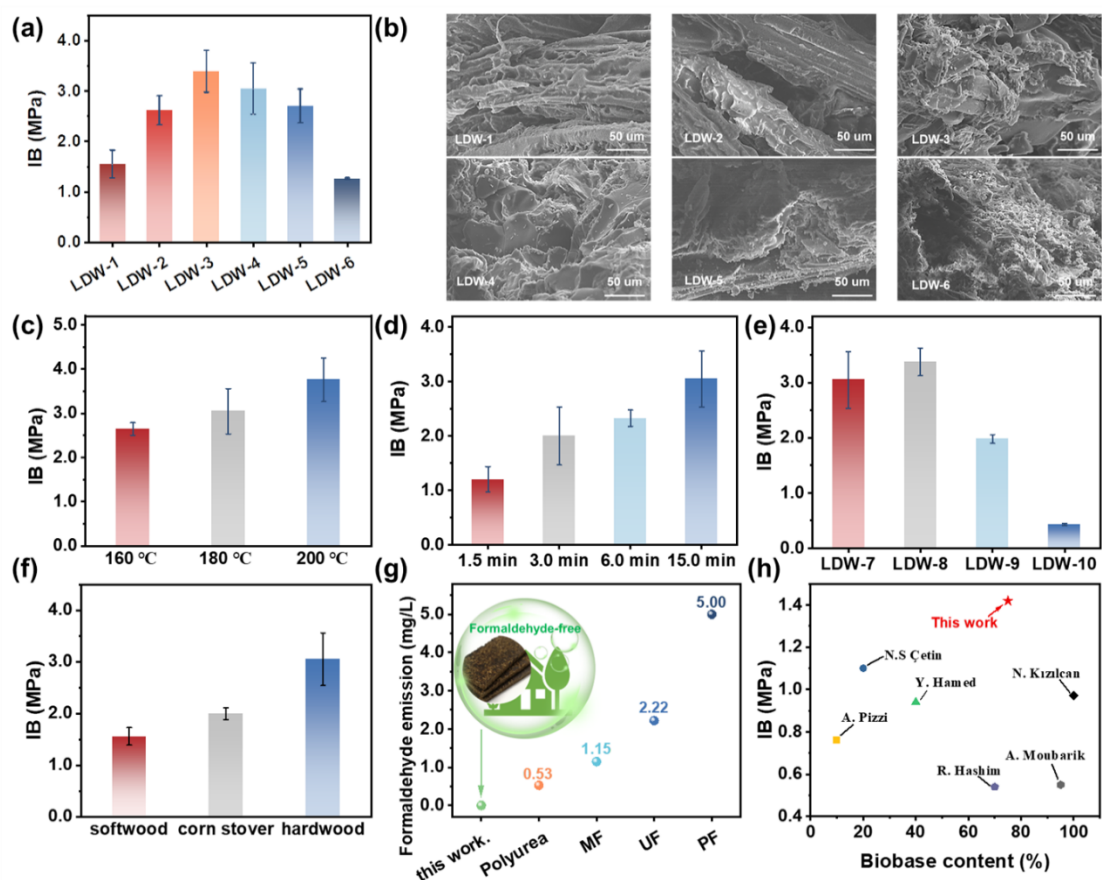 (a)
IB (MPa)
4.0
3.0
2.0
1.0
0.0
LDW-1
LDW-2
LDW-3
LDW-4
LDW-5
LDW-6
(b)
LDW-1
50 um
LDW-2
50 um
LDW-3
50 um
LDW-4
50 um
LDW-5
50 um
LDW-6
50 um
(c)
IB (MPa)
5.0
4.0
3.0
2.0
1.0
0.0
160 °C
180 °C
200 °C
(d)
IB (MPa)
4.0
3.0
2.0
1.0
0.0
1.5 min
3.0 min
6.0 min
15.0 min
(e)
IB (MPa)
4.0
3.0
2.0
1.0
0.0
LDW-7
LDW-8
LDW-9
LDW-10
(f)
IB (MPa)
4.0
3.0
2.0
1.0
0.0
softwood
corn stover
hardwood
(g)
Formaldehyde emission (mg/L)
5.0
4.0
3.0
2.0
1.0
0.0
Formaldehyde-free
0.53
1.15
2.22
5.00
this work.
Polyurea
MF
UF
PF
(h)
IB (MPa)
1.4
1.2
1.0
0.8
0.6
0.4
This work
N.S Çetin
Y. Hamed
N. Kızılcan
A. Pizzi
R. Hashim
A. Moubarik
20
40
60
80
100
Biobase content (%)